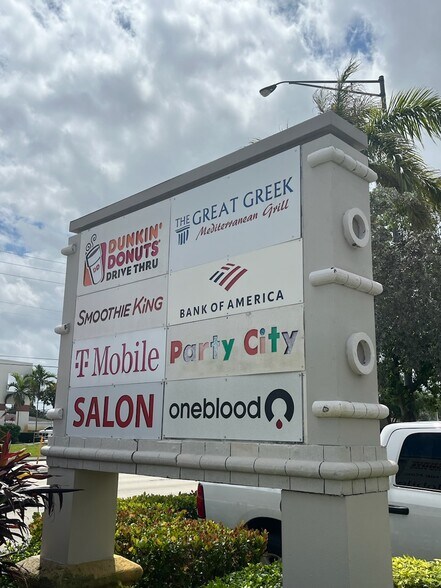 DUNKIN'
DONUTS
DRIVE THRU
THE GREAT GREEK
Mediterranean Grill
SMOOTHIE KING
BANK OF AMERICA
T Mobile
Party City
SALON
oneblood